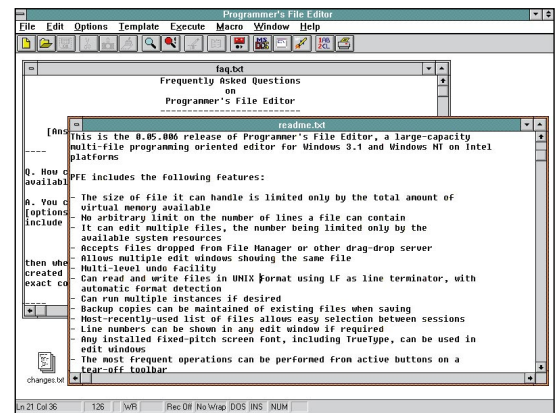 Programmer's File Editor
File Edit Options Template Execute Macro Window Help
faq.txt
Frequently Asked Questions
on
Programmer's File Editor
---------------------------
[Ans
----
Q. How c
availabl
A. You c
[options
include
then whe
created
exact co
----
readme.txt
This is the 0.05.006 release of Programmer's File Editor, a large-capacity
multi-file programming oriented editor for Windows 3.1 and Windows NT on Intel
platforms
PFE includes the following features:
- The size of file it can handle is limited only by the total amount of
virtual memory available
- No arbitrary limit on the number of lines a file can contain
- It can edit multiple files, the number being limited only by the
available system resources
- Accepts files dropped from File Manager or other drag-drop server
- Allows multiple edit windows showing the same file
- Multi-level undo facility
- Can read and write files in UNIX format using LF as line terminator, with
automatic format detection
- Can run multiple instances if desired
- Backup copies can be maintained of existing files when saving
- Most-recently-used list of files allows easy selection between sessions
- Line numbers can be shown in any edit window if required
- Any installed fixed-pitch screen font, including TrueType, can be used in
edit windows
- The most frequent operations can be performed from active buttons on a
tear-off toolbar
changes.txt
Ln 21 Col 36 126 WR Rec Off No Wrap DOS INS NUM